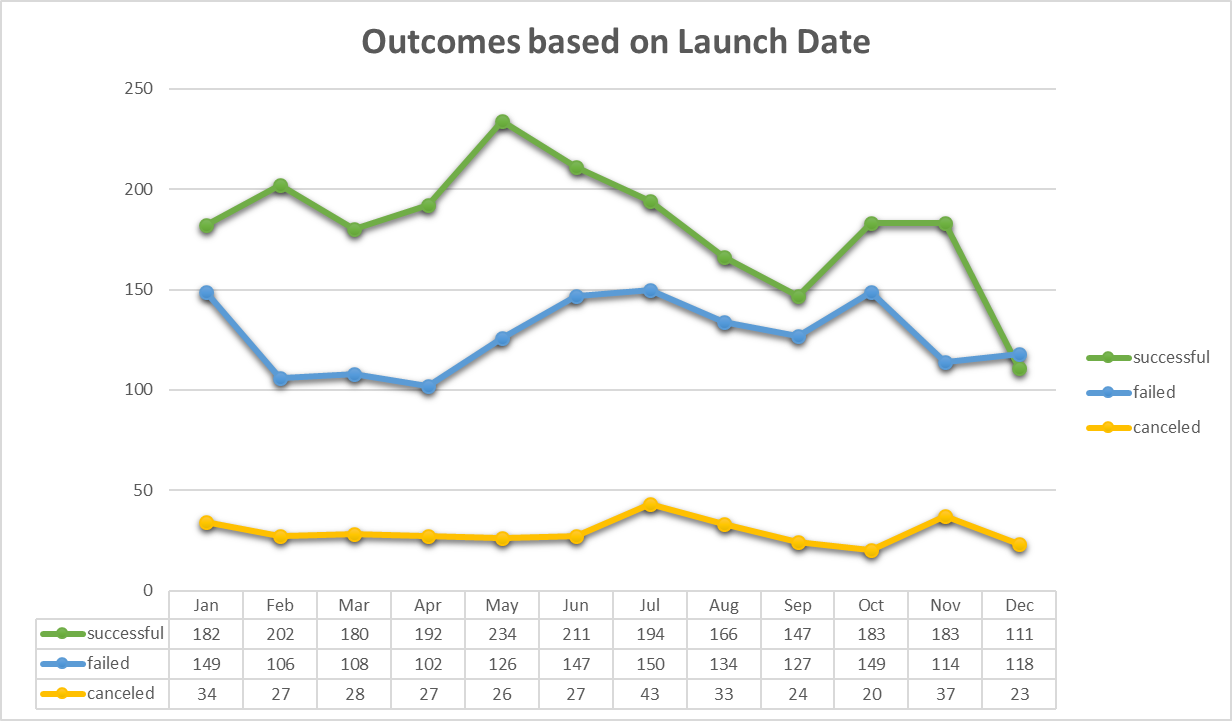 Outcomes based on Launch Date
250
200
150
100
50
0
successful
failed
canceled
Jan Feb Mar Apr May Jun Jul Aug Sep Oct Nov Dec
successful 182 202 180 192 234 211 194 166 147 183 183 111
failed 149 106 108 102 126 147 150 134 127 149 114 118
canceled 34 27 28 27 26 27 43 33 24 20 37 23